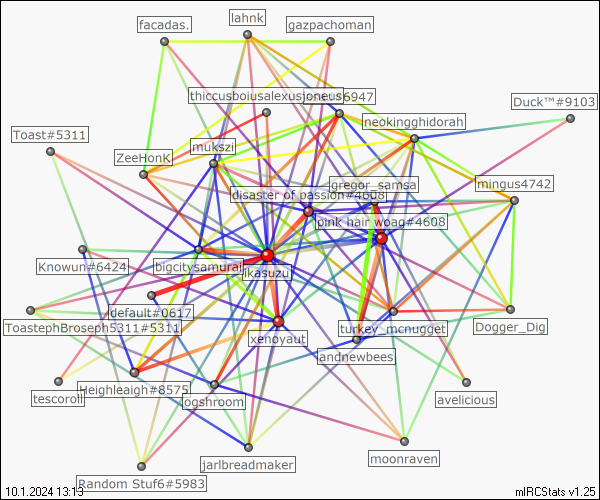 lahnk
facadas.
gazpachoman
thiccusboiusalexusjoneus
6947
Duck™#9103
neokingghidorah
Toast#5311
mukszi
ZeeHonK
gregor_samsa
mingus4742
disaster of passion#4608
pink hair woag#4608
Knowun#6424
bigcitysamurai
ikasuzu
default#0617
ToastephBroseph5311#5311
turkey_mcnugget
Dogger_Dig
xenoyaut
andnewbees
Heighleaigh#8575
tescoroll
ogshroom
avelicious
moonraven
jarlbreadmaker
Random Stuf6#5983
10.1.2024 13:13
mIRCStats v1.25